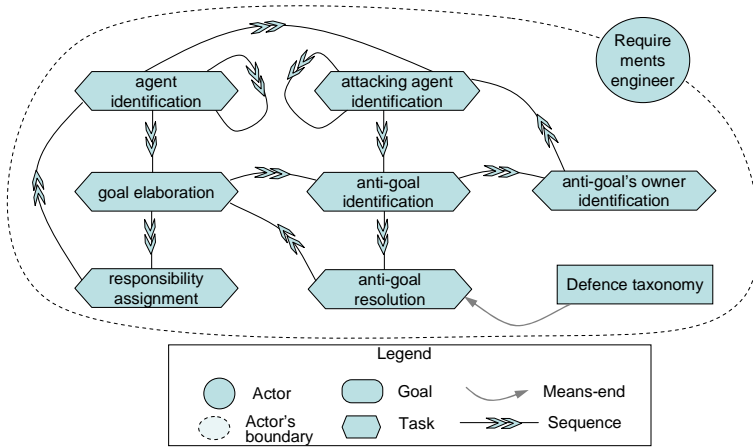 Require
ments
engineer
agent
identification
attacking agent
identification
goal elaboration
anti-goal
identification
anti-goal's owner
identification
responsibility
assignment
anti-goal
resolution
Defence taxonomy
Legend
Actor
Goal
Means-end
Actor's
boundary
Task
Sequence